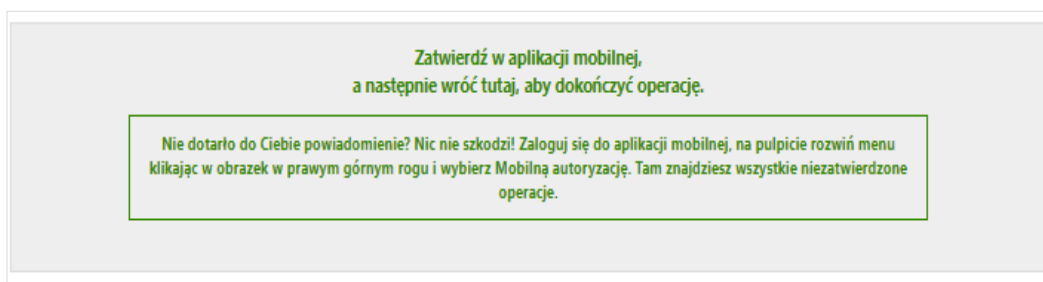 Zatwierdź w aplikacji mobilnej,
a następnie wróć tutaj, aby dokończyć operację.
Nie dotarło do Ciebie powiadomienie? Nic nie szkodzi! Zaloguj się do aplikacji mobilnej, na pulpicie rozwiń menu
klikając w obrazek w prawym górnym rogu i wybierz Mobilną autoryzację. Tam znajdziesz wszystkie niezatwierdzone
operacje.